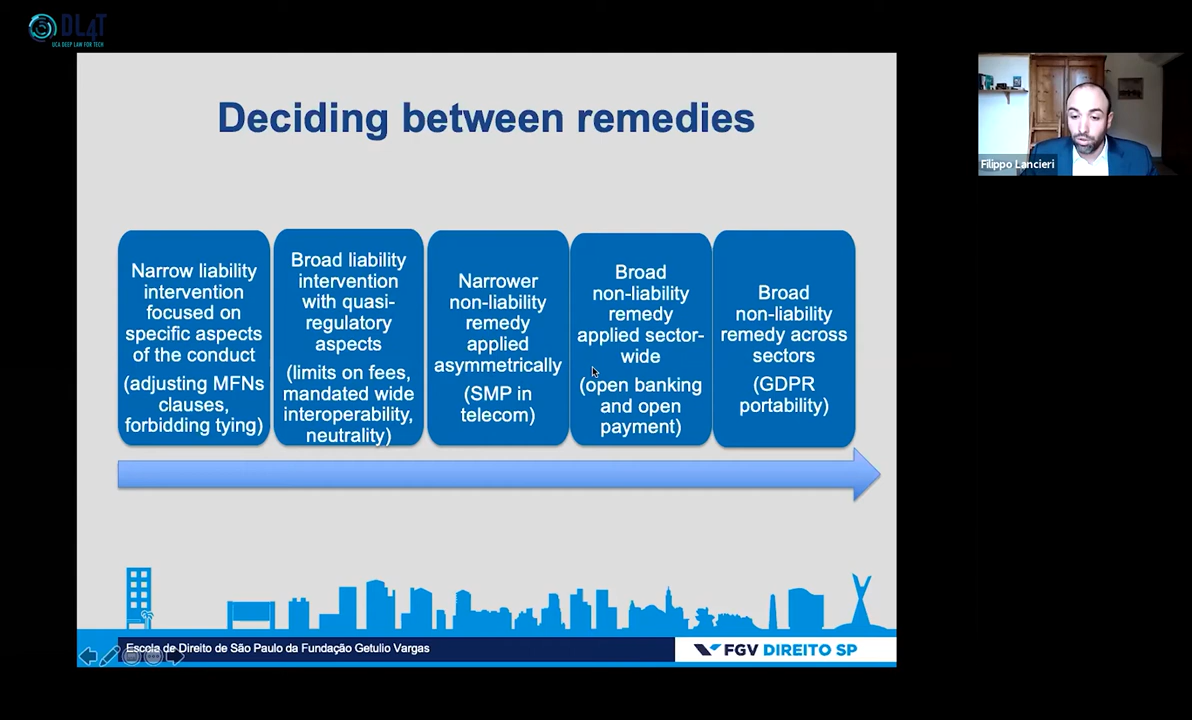 DL4T
UCA DEEP LAW FOR TECH
Deciding between remedies
Narrow liability
intervention
focused on
specific aspects
of the conduct
(adjusting MFNs
clauses,
forbidding tying)
Broad liability
intervention
with quasi-
regulatory
aspects
(limits on fees,
mandated wide
interoperability,
neutrality)
Narrower
non-liability
remedy
applied
asymmetrically
(SMP in
telecom)
Broad
non-liability
remedy
applied sector-
wide
(open banking
and open
payment)
Broad
non-liability
remedy across
sectors
(GDPR
portability)
Escola de Direito de São Paulo da Fundação Getulio Vargas
FGV DIREITO SP
Filippo Lancieri